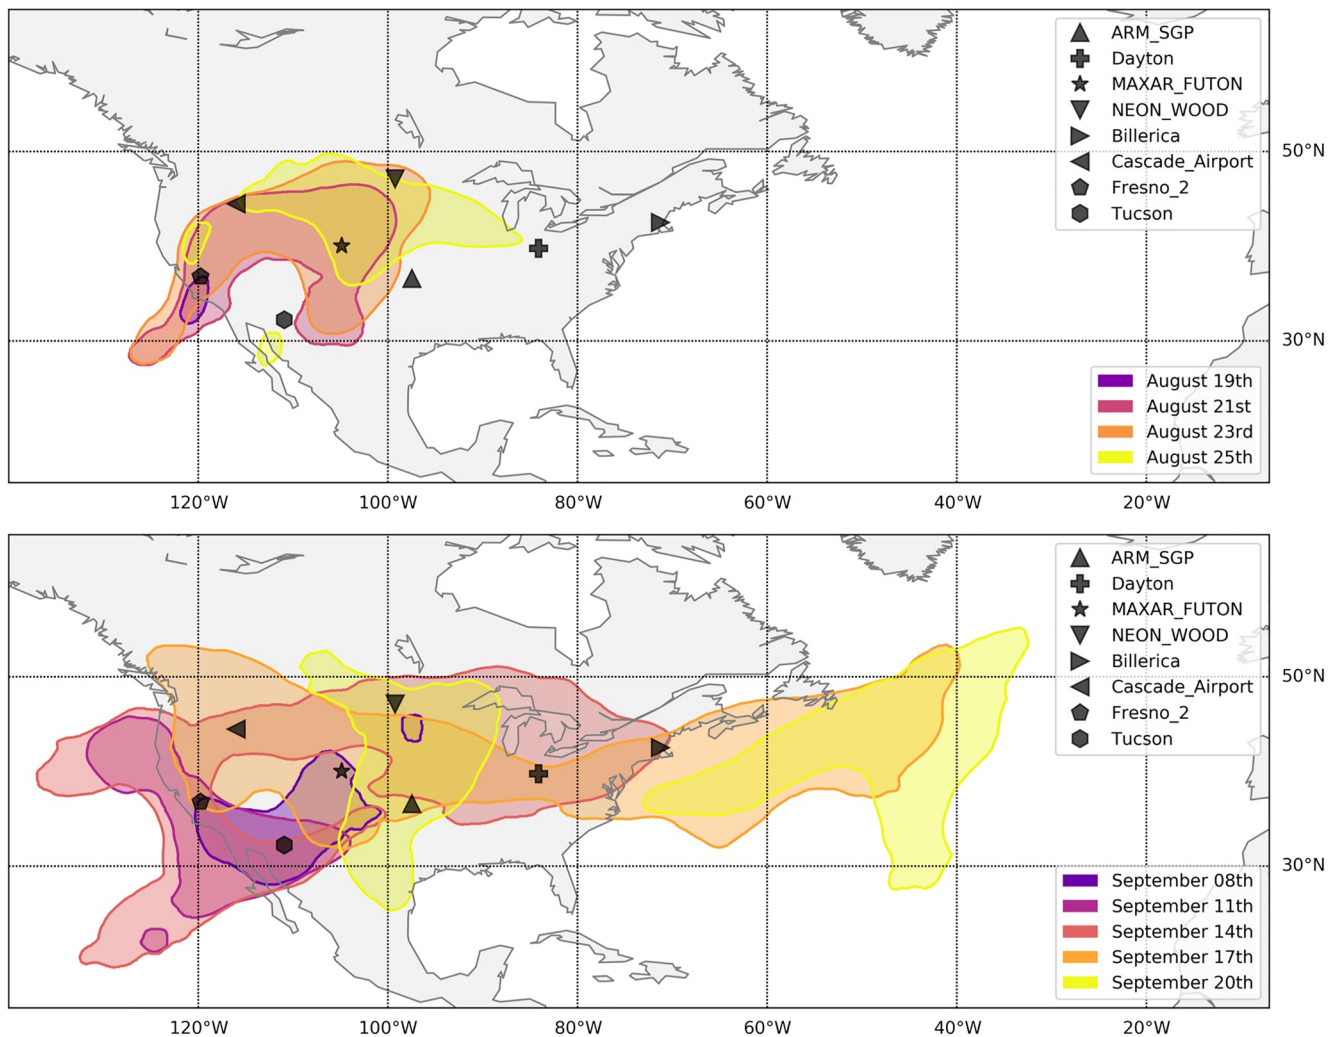 ARM_SGP
Dayton
MAXAR_FUTON
NEON_WOOD
Billerica
Cascade_Airport
Fresno_2
Tucson
50°N
30°N
August 19th
August 21st
August 23rd
August 25th
120°W 100°W 80°W 60°W 40°W 20°W
ARM_SGP
Dayton
MAXAR_FUTON
NEON_WOOD
Billerica
Cascade_Airport
Fresno_2
Tucson
50°N
30°N
September 08th
September 11th
September 14th
September 17th
September 20th
120°W 100°W 80°W 60°W 40°W 20°W